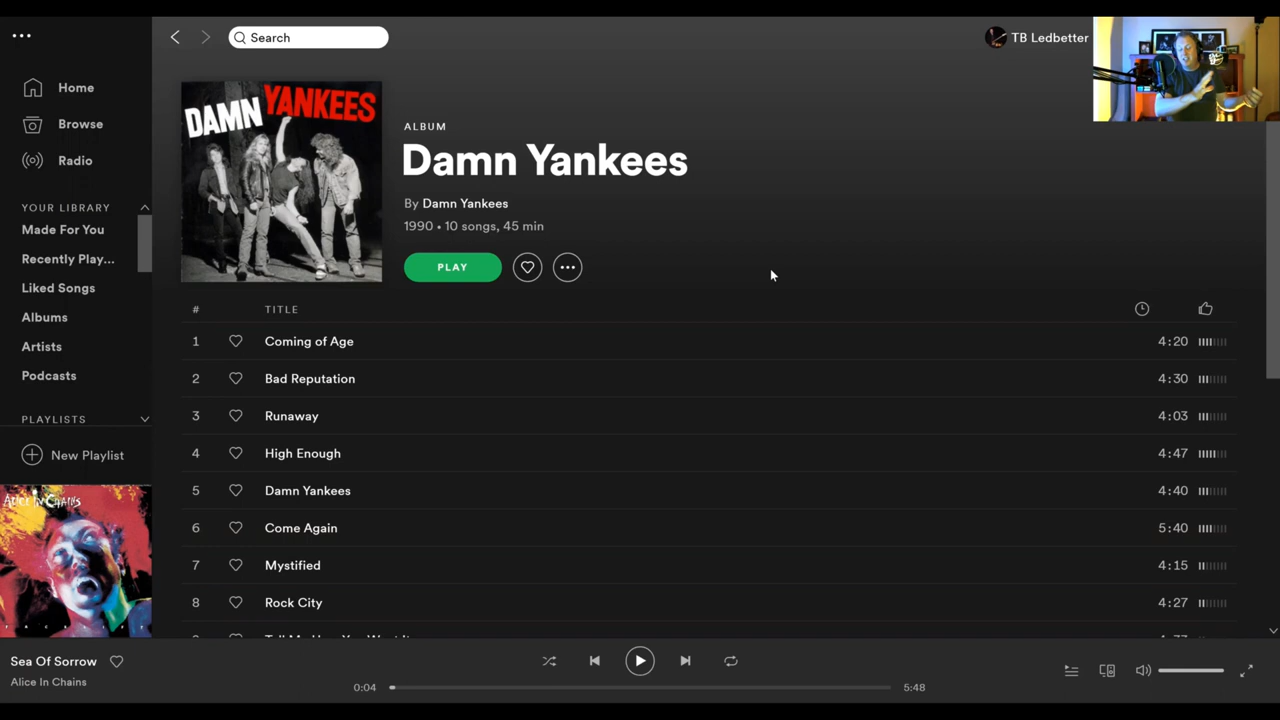 Search
TB Ledbetter
Home
Browse
Radio
YOUR LIBRARY
Made For You
Recently Play...
Liked Songs
Albums
Artists
Podcasts
PLAYLISTS
New Playlist
DAMN YANKEES
ALBUM
Damn Yankees
By Damn Yankees
1990 • 10 songs, 45 min
PLAY
# TITLE
1 Coming of Age 4:20
2 Bad Reputation 4:30
3 Runaway 4:03
4 High Enough 4:47
5 Damn Yankees 4:40
6 Come Again 5:40
7 Mystified 4:15
8 Rock City 4:27
ALICE IN CHAINS
Sea Of Sorrow
Alice In Chains
0:04
5:48